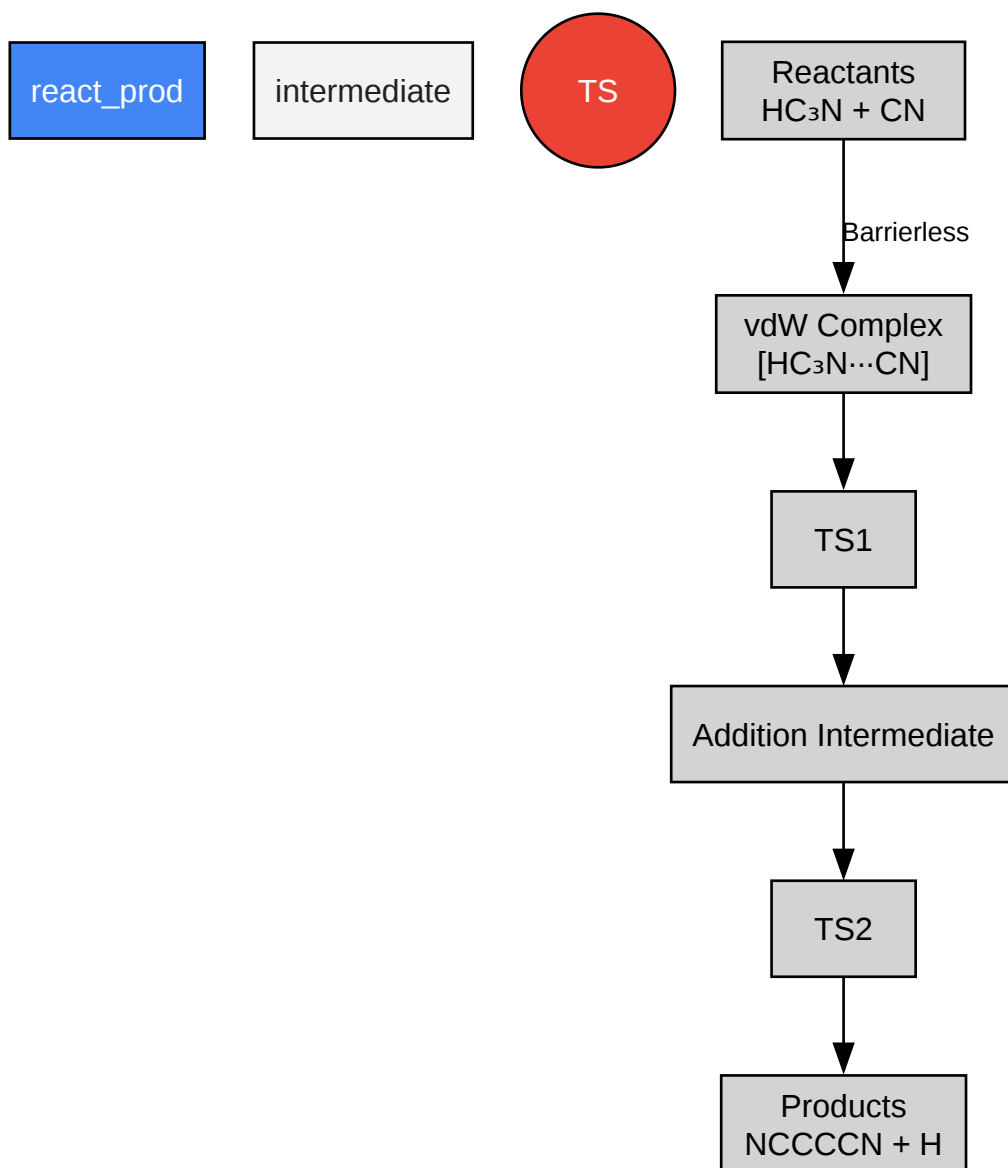 react_prod
intermediate
TS
Reactants
HC₃N + CN
Barrierless
vdW Complex
[HC₃N···CN]
TS1
Addition Intermediate
TS2
Products
NCCCCN + H